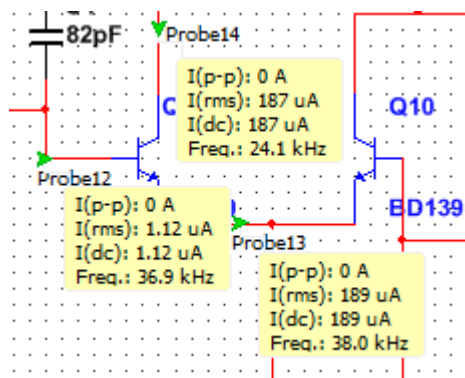 82pF
Probe14
I(p-p): 0 A
I(rms): 187 uA
I(dc): 187 uA
Freq.: 24.1 kHz
Q10
Probe12
I(p-p): 0 A
I(rms): 1.12 uA
I(dc): 1.12 uA
Freq.: 36.9 kHz
BD139
Probe13
I(p-p): 0 A
I(rms): 189 uA
I(dc): 189 uA
Freq.: 38.0 kHz